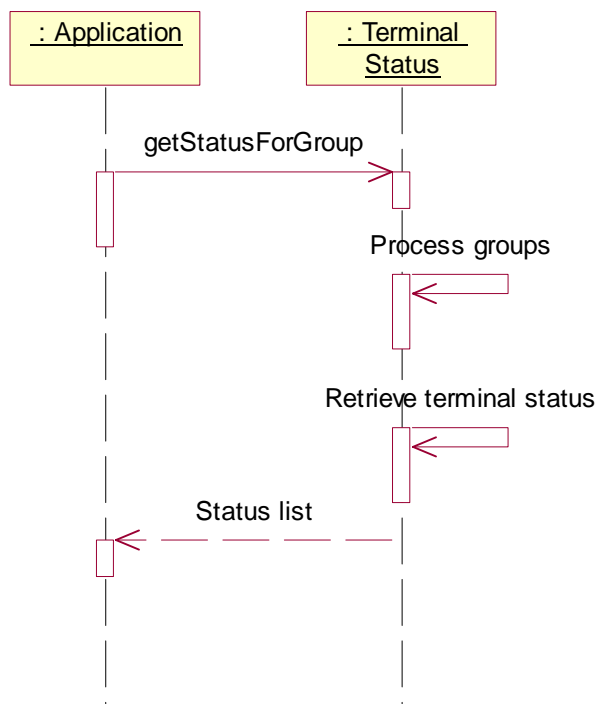 : Application
: Terminal
Status
getStatusForGroup
Process groups
Retrieve terminal status
Status list